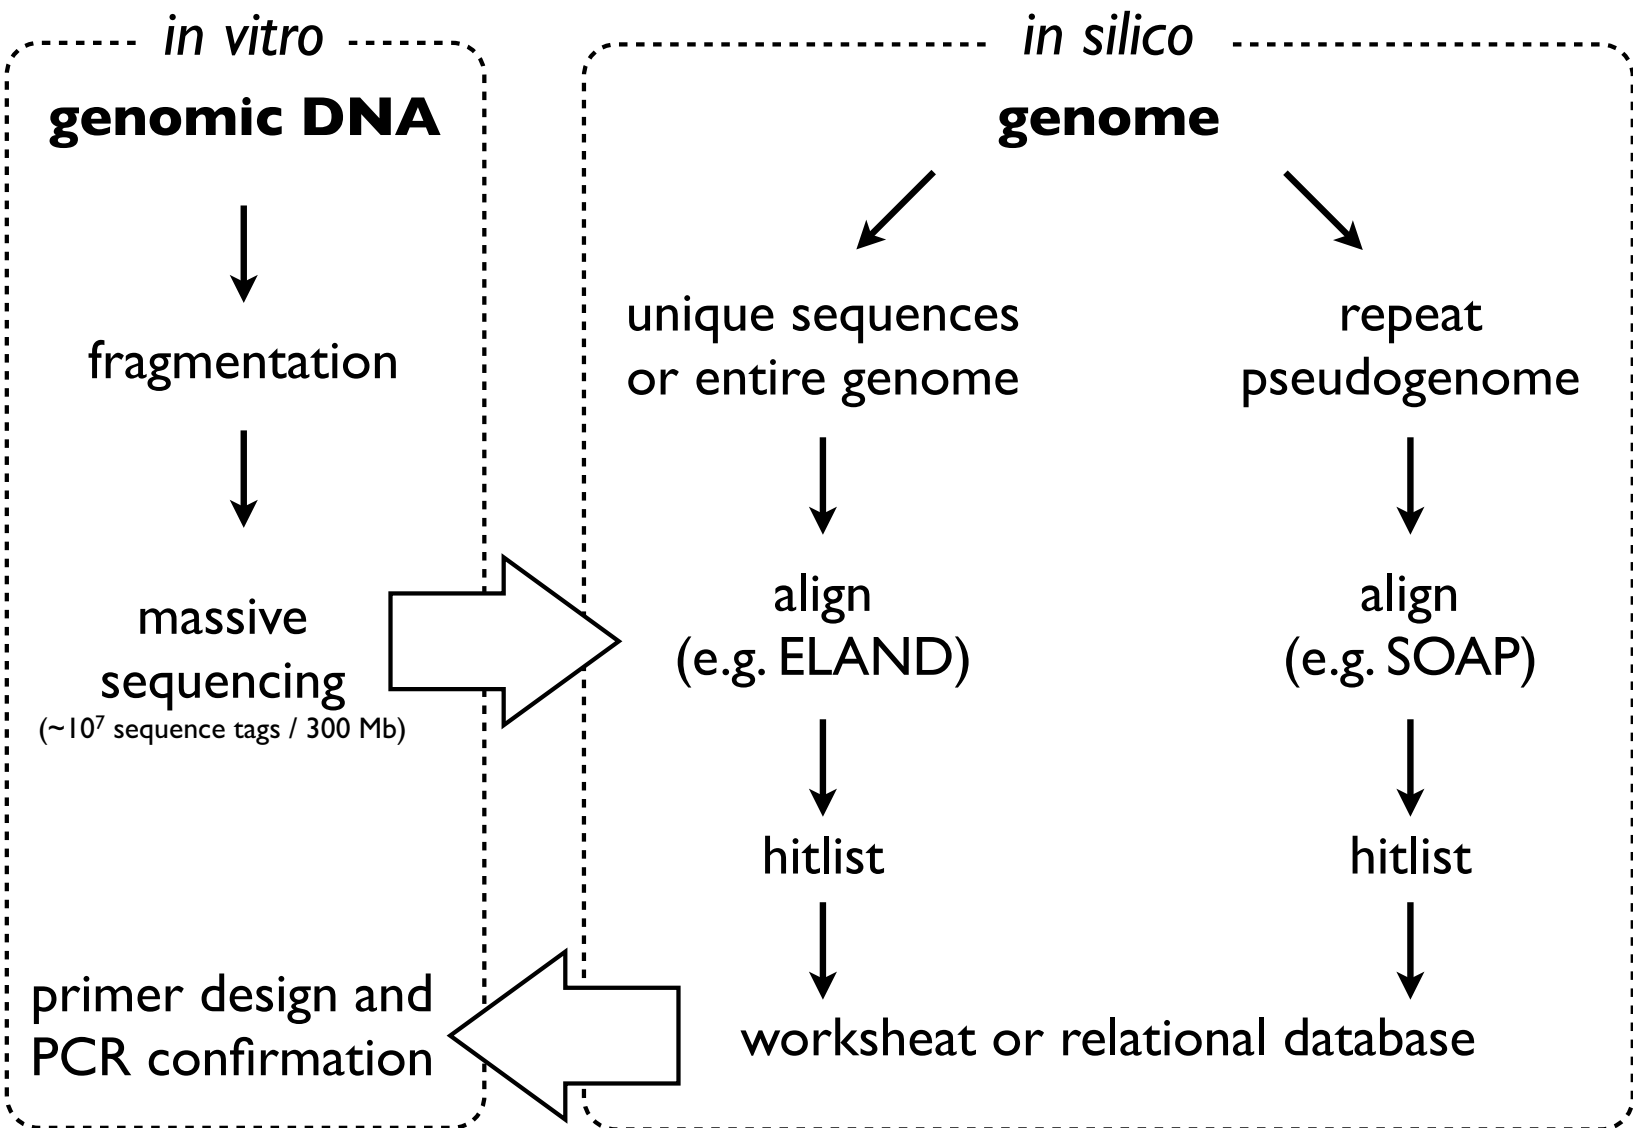 in vitro
genomic DNA
fragmentation
massive
sequencing
(~10⁷ sequence tags / 300 Mb)
primer design and
PCR confirmation
in silico
genome
unique sequences
or entire genome
align
(e.g. ELAND)
hitlist
repeat
pseudogenome
align
(e.g. SOAP)
hitlist
worksheat or relational database